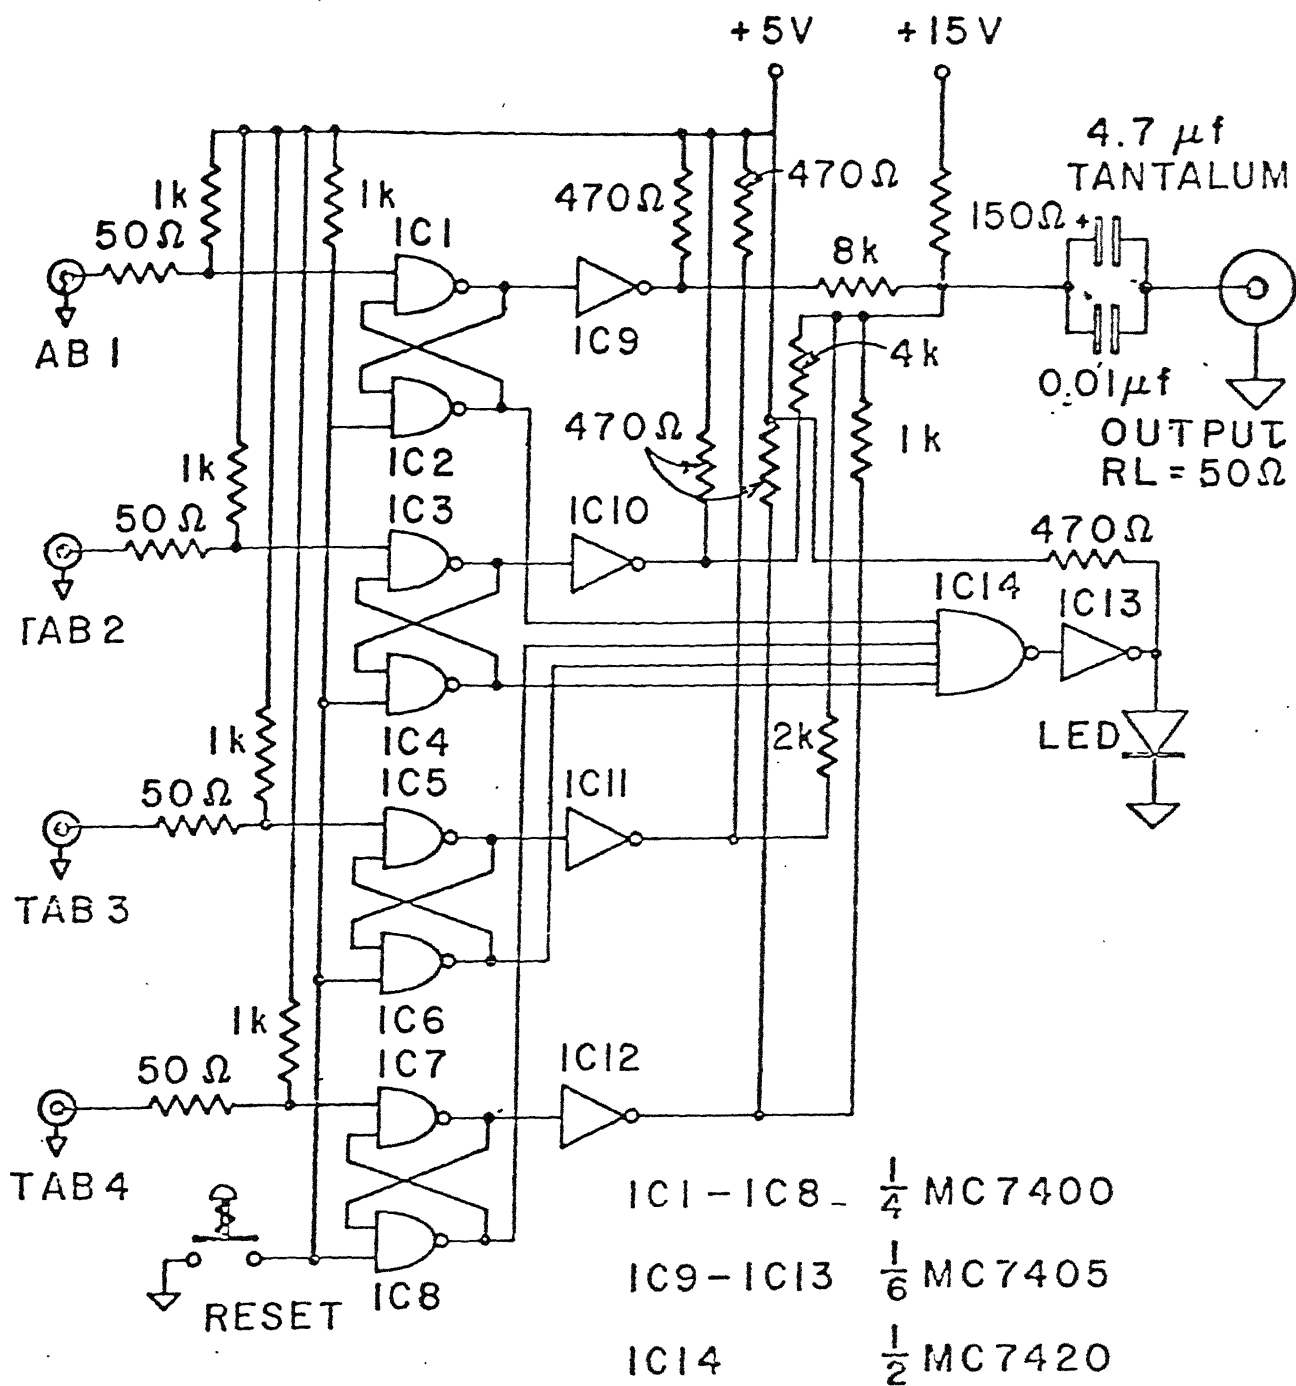 +5V
+15V
4.7 μf
TANTALUM
1k
50Ω
1k
IC1
470Ω
470Ω
150Ω
+
8k
AB 1
IC9
4k
0.01μf
OUTPUT
RL = 50Ω
1k
50Ω
IC2
IC3
470Ω
IC10
1k
470Ω
IC14
IC13
TAB 2
1k
50Ω
IC4
IC5
IC11
2k
LED
TAB 3
1k
50Ω
IC6
IC7
IC12
TAB 4
RESET
IC8
IC1 - IC8 - 1/4 MC7400
IC9 - IC13 1/6 MC7405
IC14 1/2 MC7420